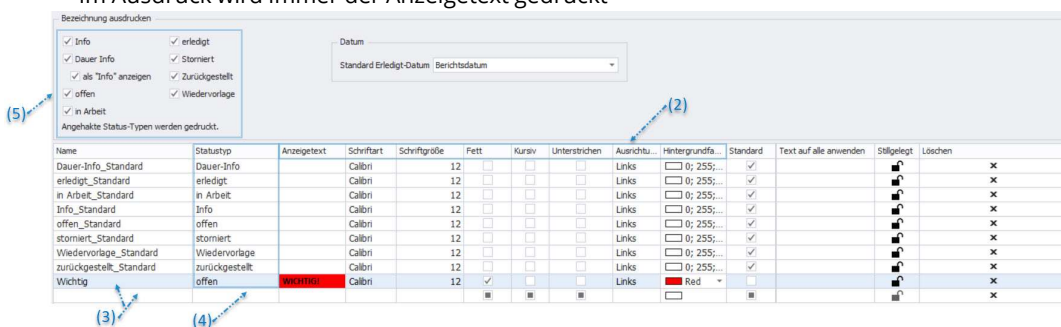 im Ausdruck wird immer der Anzeigetext gedruckt
Bezeichnung ausdrucken
Info
erledigt
Dauer Info
Storniert
als "Info" anzeigen
Zurückgestellt
offen
Wiedervorlage
in Arbeit
Angehakte Status-Typen werden gedruckt.
Datum
Standard Erledigt-Datum Berichtsdatum
(5)
(2)
Name Statustyp Anzeigetext Schriftart Schriftgröße Fett Kursiv Unterstrichen Ausrichtu... Hintergrundfa... Standard Text auf alle anwenden Stillgelegt Löschen
Dauer-Info_Standard Dauer-Info Calibri 12 Links 0; 255;...
erledigt_Standard erledigt Calibri 12 Links 0; 255;...
in Arbeit_Standard in Arbeit Calibri 12 Links 0; 255;...
Info_Standard Info Calibri 12 Links 0; 255;...
offen_Standard offen Calibri 12 Links 0; 255;...
storniert_Standard storniert Calibri 12 Links 0; 255;...
Wiedervorlage_Standard Wiedervorlage Calibri 12 Links 0; 255;...
zurückgestellt_Standard zurückgestellt Calibri 12 Links 0; 255;...
Wichtig offen WICHTIG! Calibri 12 Links Red
(3)
(4)